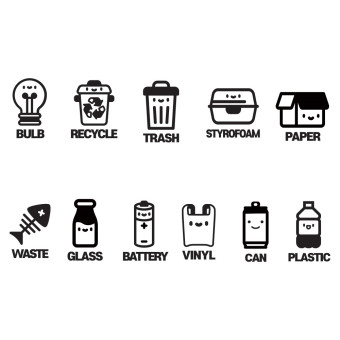 BULB
RECYCLE
TRASH
STYROFOAM
PAPER
WASTE
GLASS
BATTERY
VINYL
CAN
PLASTIC